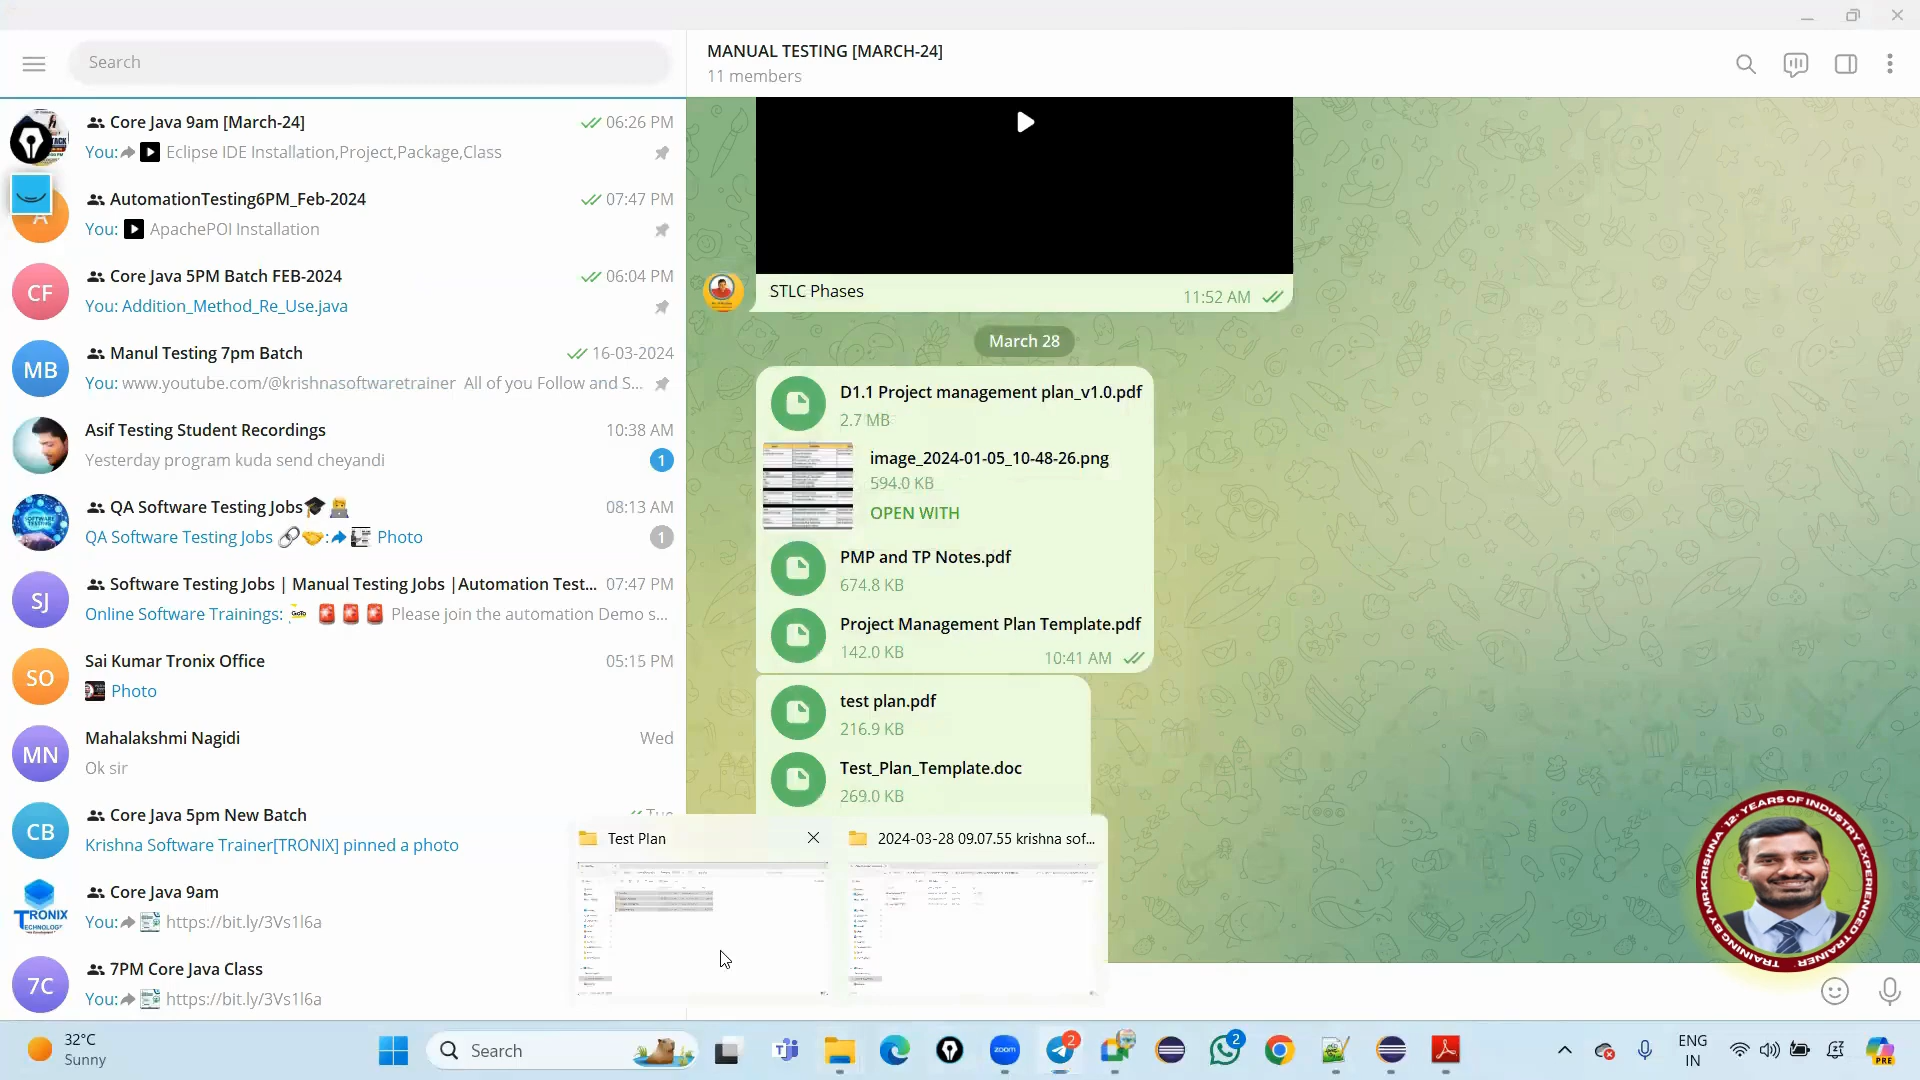 Search
MANUAL TESTING [MARCH-24]
11 members
Core Java 9am [March-24]
06:26 PM
You: Eclipse IDE Installation,Project,Package,Class
AutomationTesting6PM_Feb-2024
07:47 PM
You: ApachePOI Installation
A
Core Java 5PM Batch FEB-2024
06:04 PM
CF
You: Addition_Method_Re_Use.java
Manul Testing 7pm Batch
16-03-2024
MB
You: www.youtube.com/@krishnasoftwaretrainer All of you Follow and S...
Asif Testing Student Recordings
10:38 AM
Yesterday program kuda send cheyandi
1
QA Software Testing Jobs
08:13 AM
QA Software Testing Jobs : Photo
1
Software Testing Jobs | Manual Testing Jobs |Automation Test...
07:47 PM
SJ
Online Software Trainings: Please join the automation Demo s...
Sai Kumar Tronix Office
05:15 PM
SO
Photo
Mahalakshmi Nagidi
Wed
MN
Ok sir
Core Java 5pm New Batch
Tue
CB
Krishna Software Trainer[TRONIX] pinned a photo
Core Java 9am
TRONIX
You: https://bit.ly/3Vs1l6a
7PM Core Java Class
7C
You: https://bit.ly/3Vs1l6a
STLC Phases
11:52 AM
March 28
D1.1 Project management plan_v1.0.pdf
2.7 MB
image_2024-01-05_10-48-26.png
594.0 KB
OPEN WITH
PMP and TP Notes.pdf
674.8 KB
Project Management Plan Template.pdf
142.0 KB
10:41 AM
test plan.pdf
216.9 KB
Test_Plan_Template.doc
269.0 KB
Test Plan
2024-03-28 09.07.55 krishna sof...
TRAINING BY MR.KRISHNA 12+ YEARS OF INDUSTRY EXPERIENCED TRAINER
32°C
Sunny
Search
zoom
2
2
PRE
ENG
IN